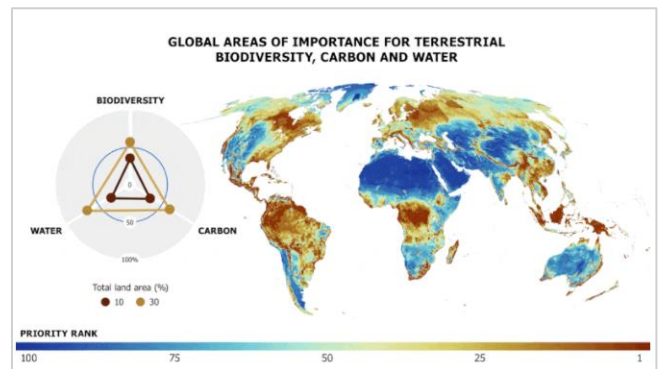 GLOBAL AREAS OF IMPORTANCE FOR TERRESTRIAL
BIODIVERSITY, CARBON AND WATER
BIODIVERSITY
0
50
WATER
CARBON
100%
Total land area (%)
10 30
PRIORITY RANK
100 75 50 25 1